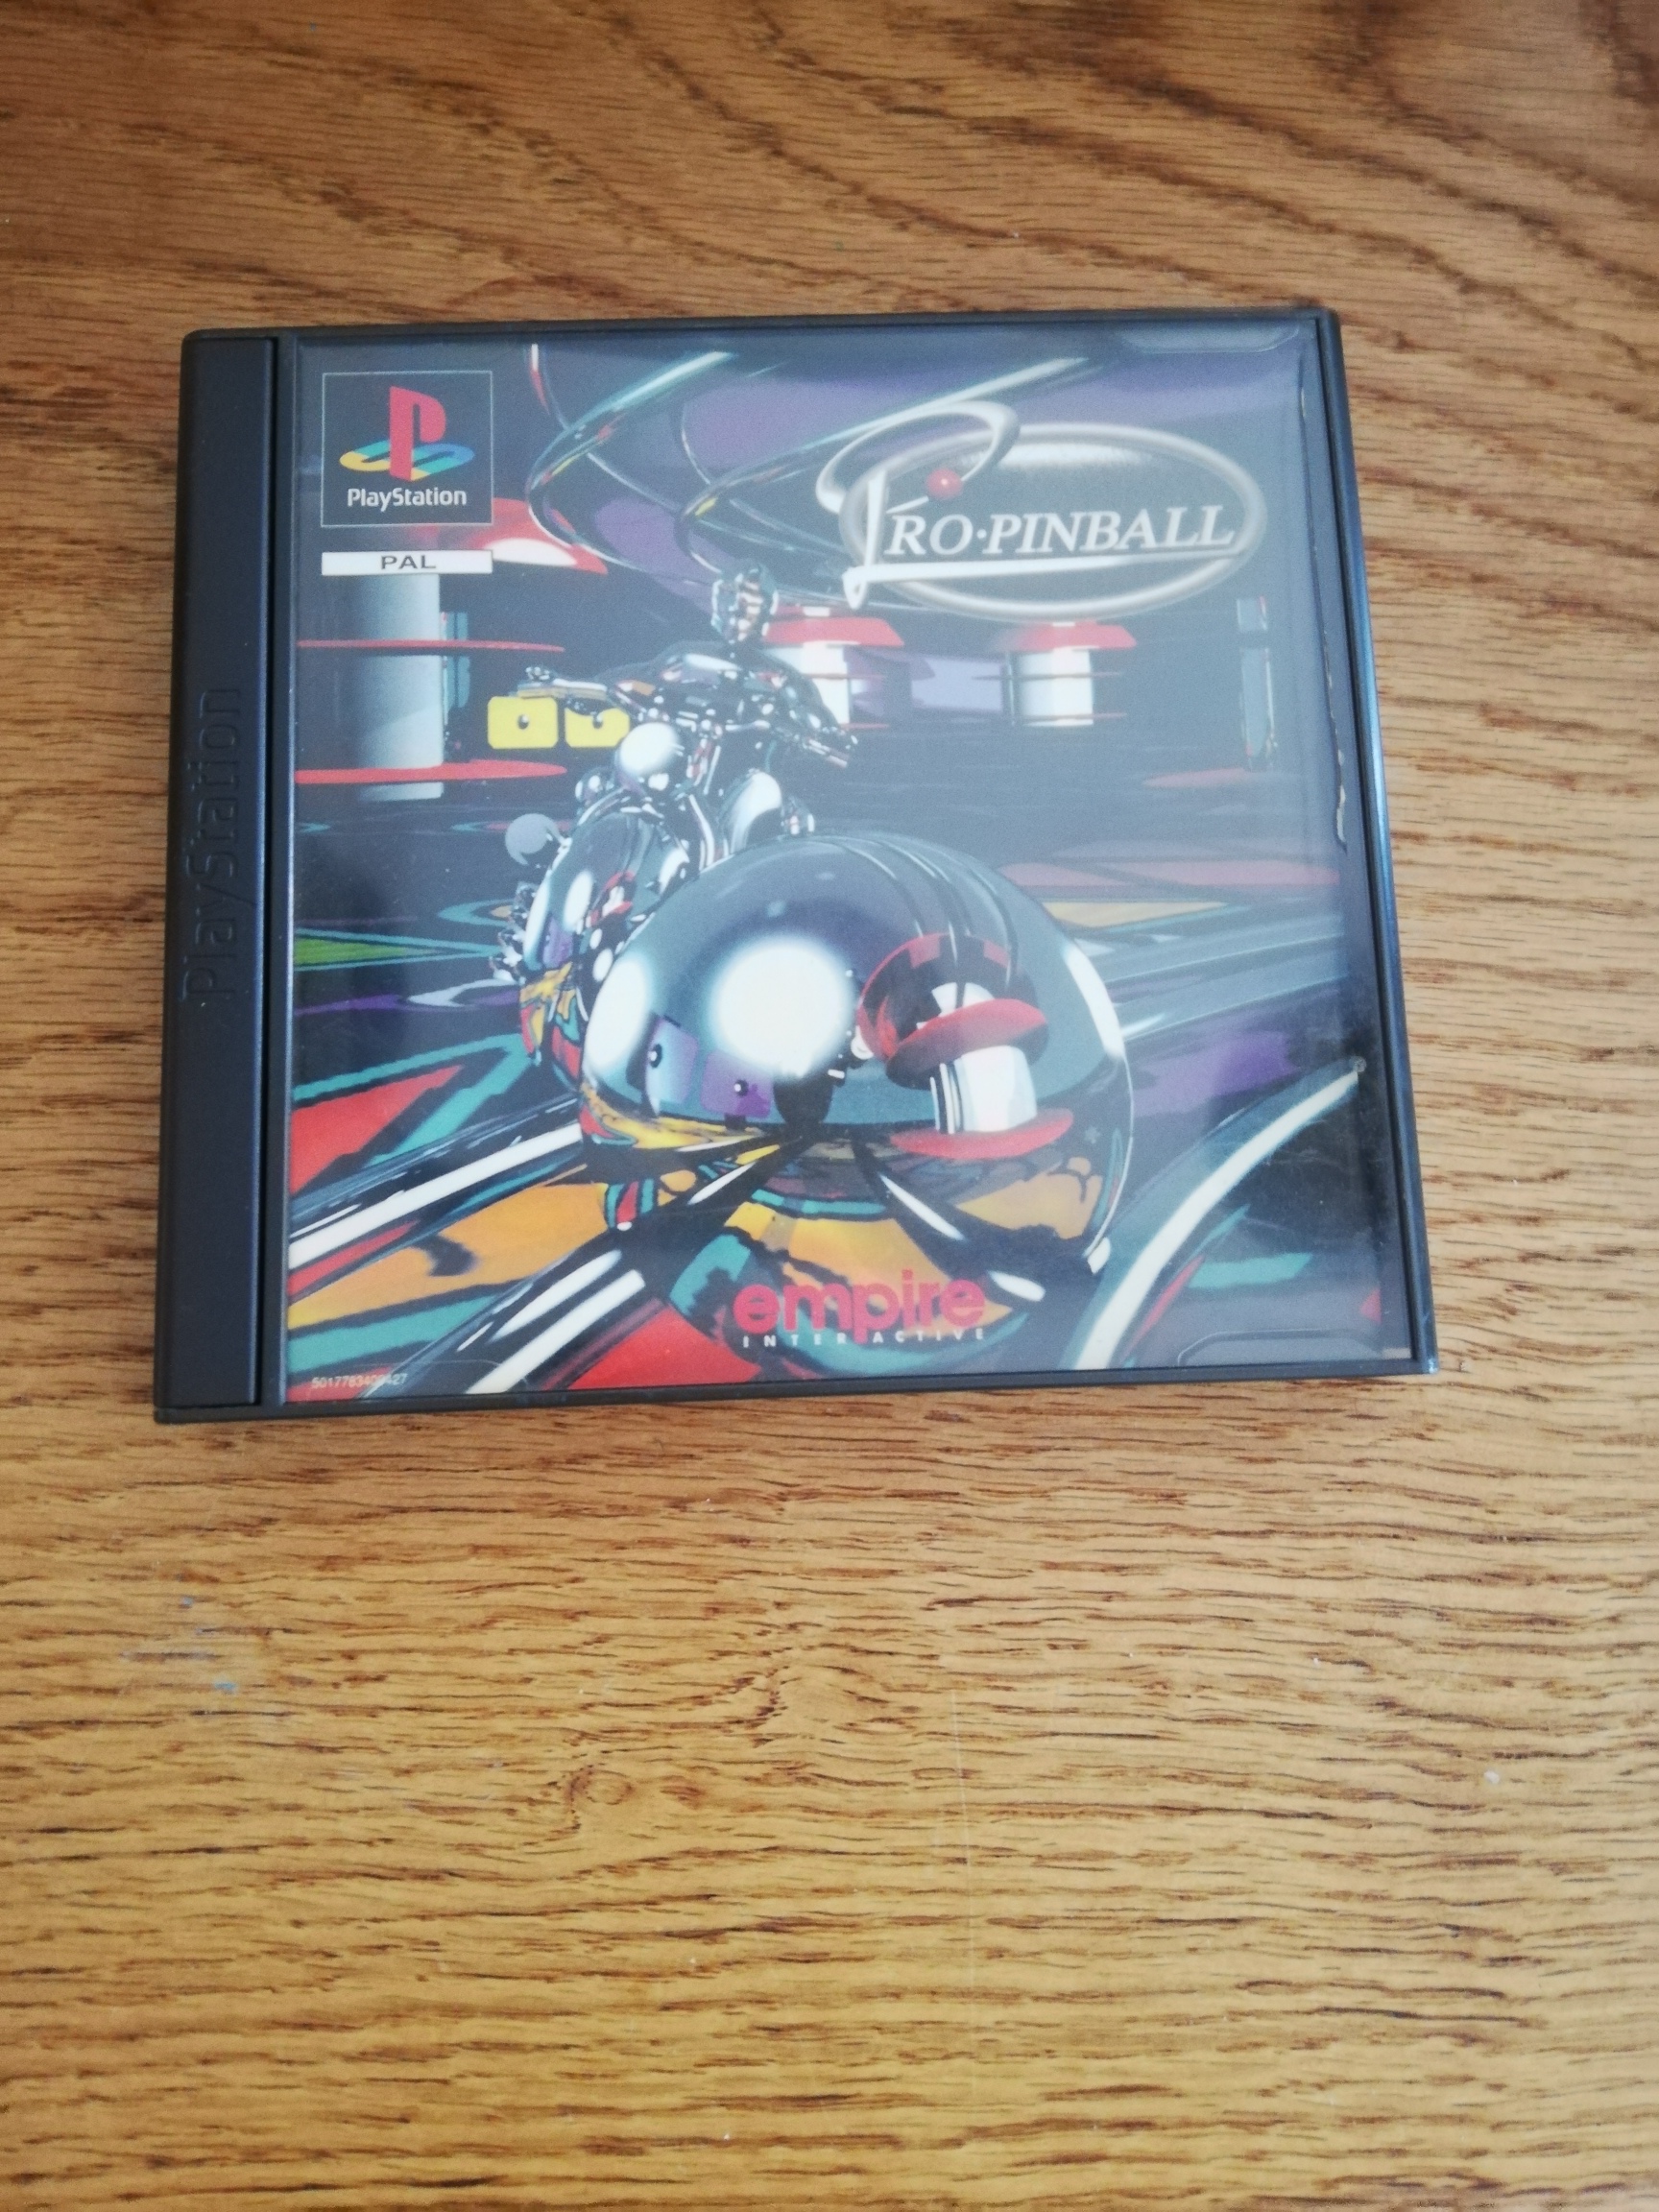 PlayStation
PAL
PRO·PINBALL
PlayStation
empire
INTERACTIVE